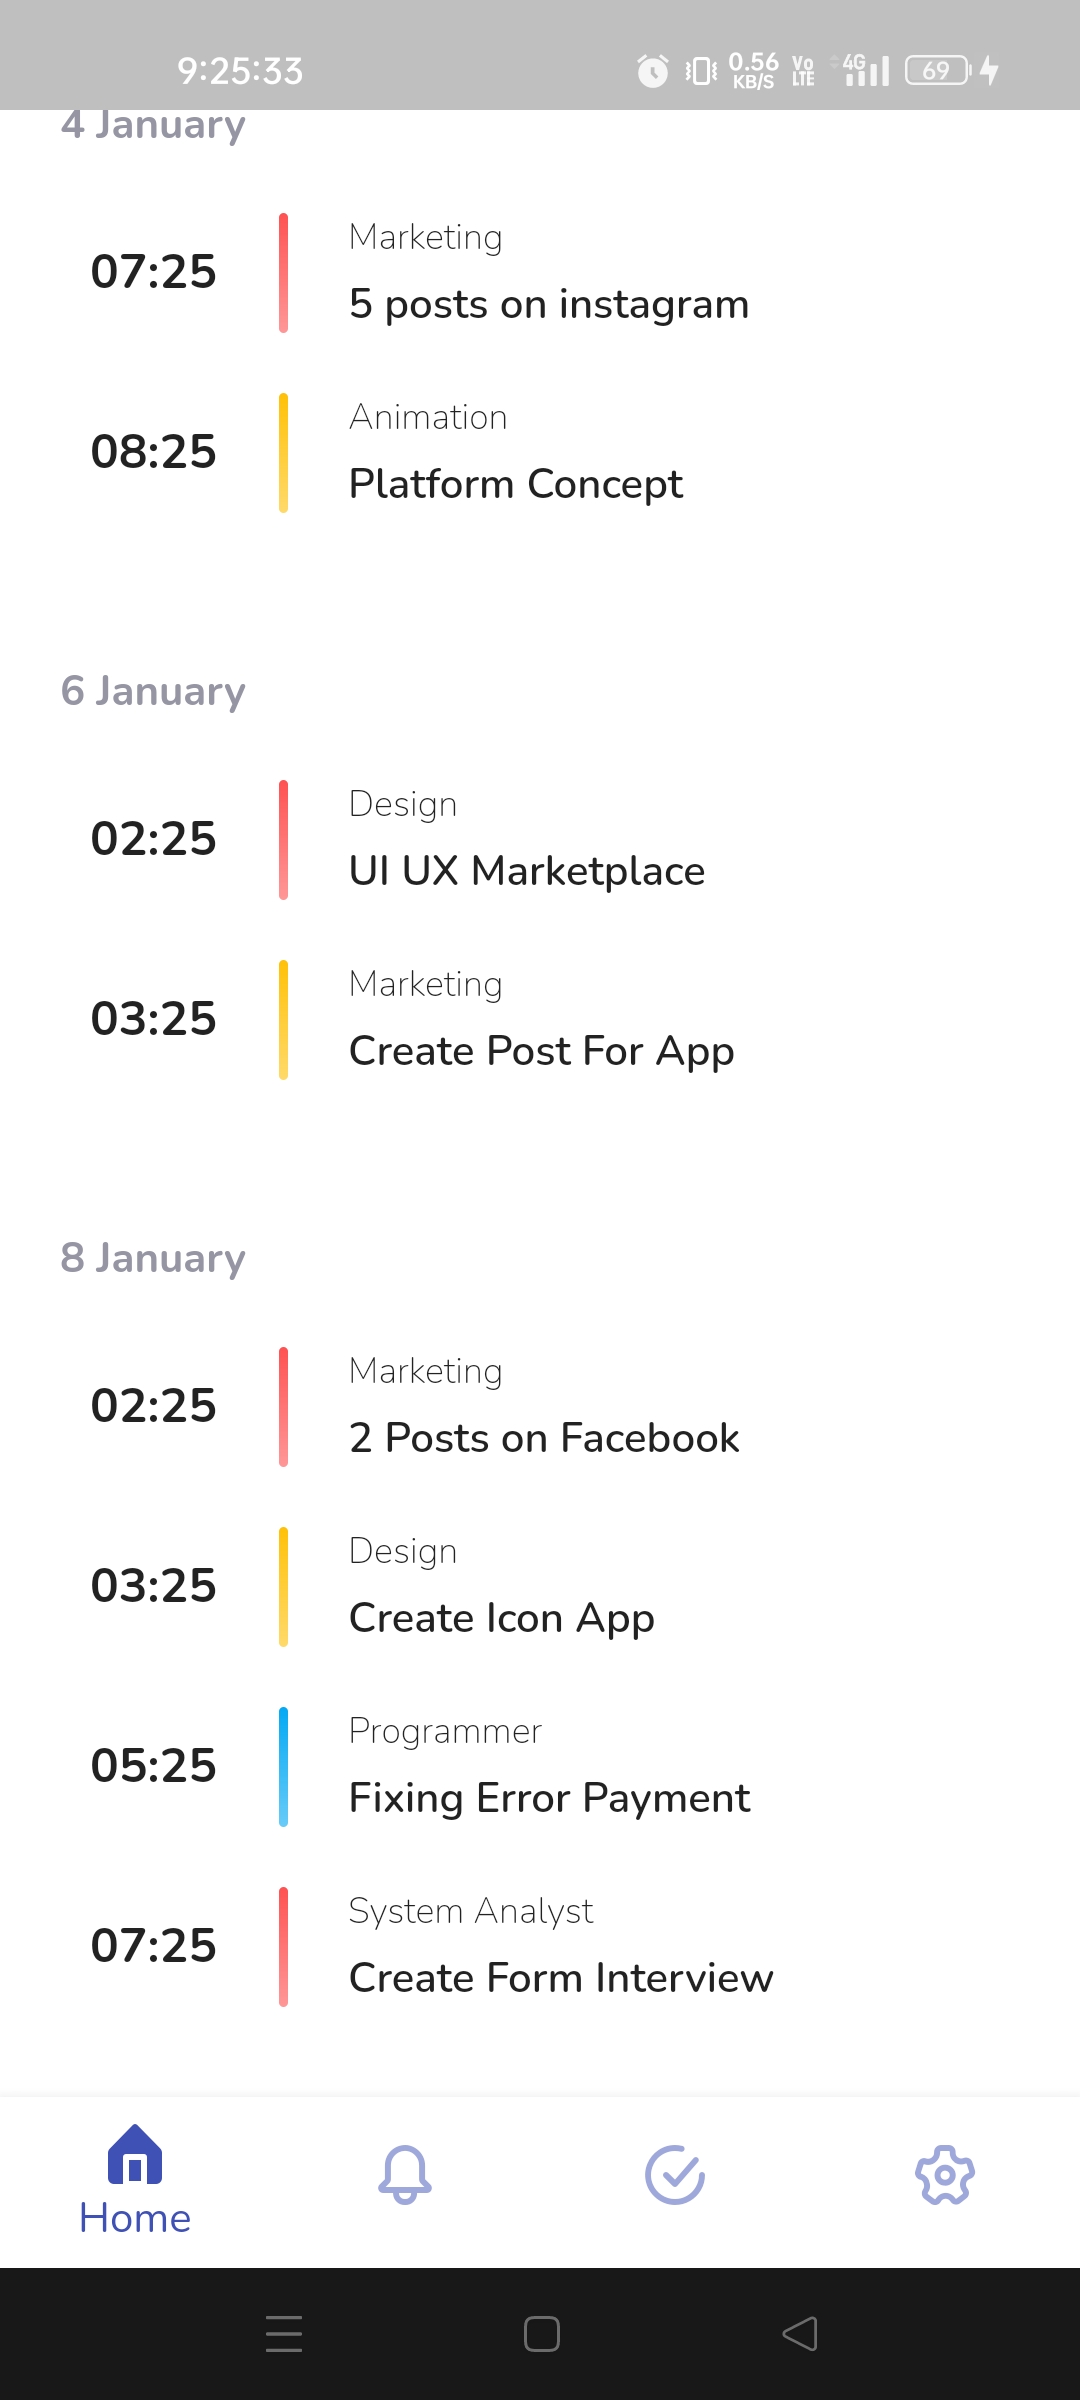 9:25:33
0.56
KB/S
Vo
LTE
4G
69
4 January
07:25
Marketing
5 posts on instagram
08:25
Animation
Platform Concept
6 January
02:25
Design
UI UX Marketplace
03:25
Marketing
Create Post For App
8 January
02:25
Marketing
2 Posts on Facebook
03:25
Design
Create Icon App
05:25
Programmer
Fixing Error Payment
07:25
System Analyst
Create Form Interview
Home